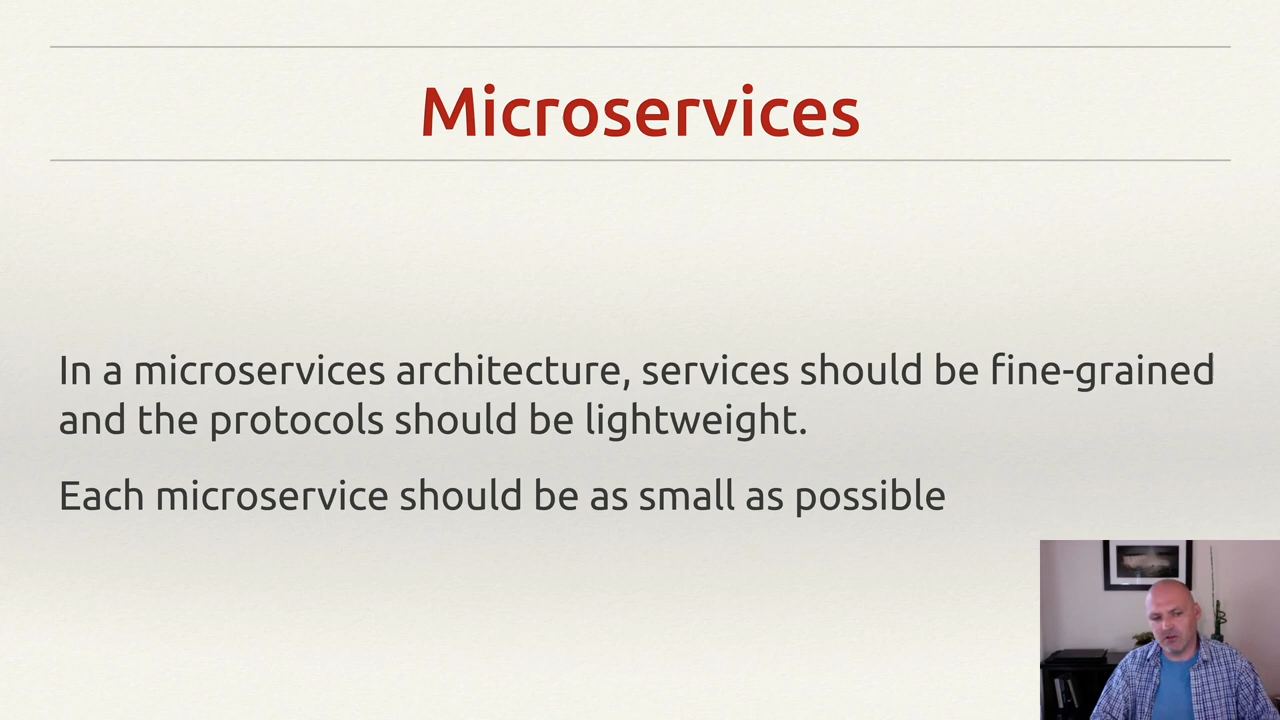 Microservices
In a microservices architecture, services should be fine-grained
and the protocols should be lightweight.
Each microservice should be as small as possible